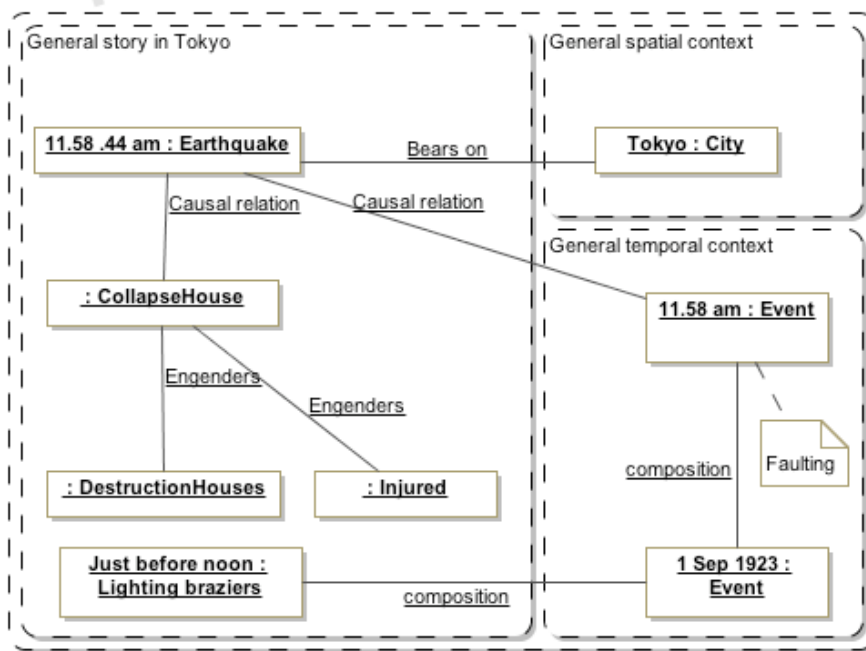 General story in Tokyo
General spatial context
11.58 .44 am : Earthquake
Bears on
Tokyo : City
Causal relation
Causal relation
General temporal context
: CollapseHouse
11.58 am : Event
Engenders
Engenders
Faulting
composition
: DestructionHouses
: Injured
Just before noon :
Lighting braziers
composition
1 Sep 1923 :
Event